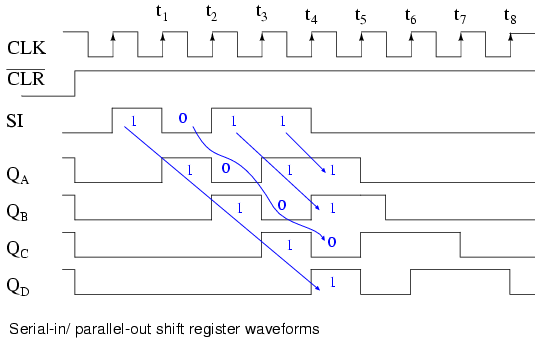 t1 t2 t3 t4 t5 t6 t7 t8
CLK
CLR
SI 1 0 1 1
QA 1 0 1 1
QB 1 0 1
QC 1 0
QD 1
Serial-in/ parallel-out shift register waveforms